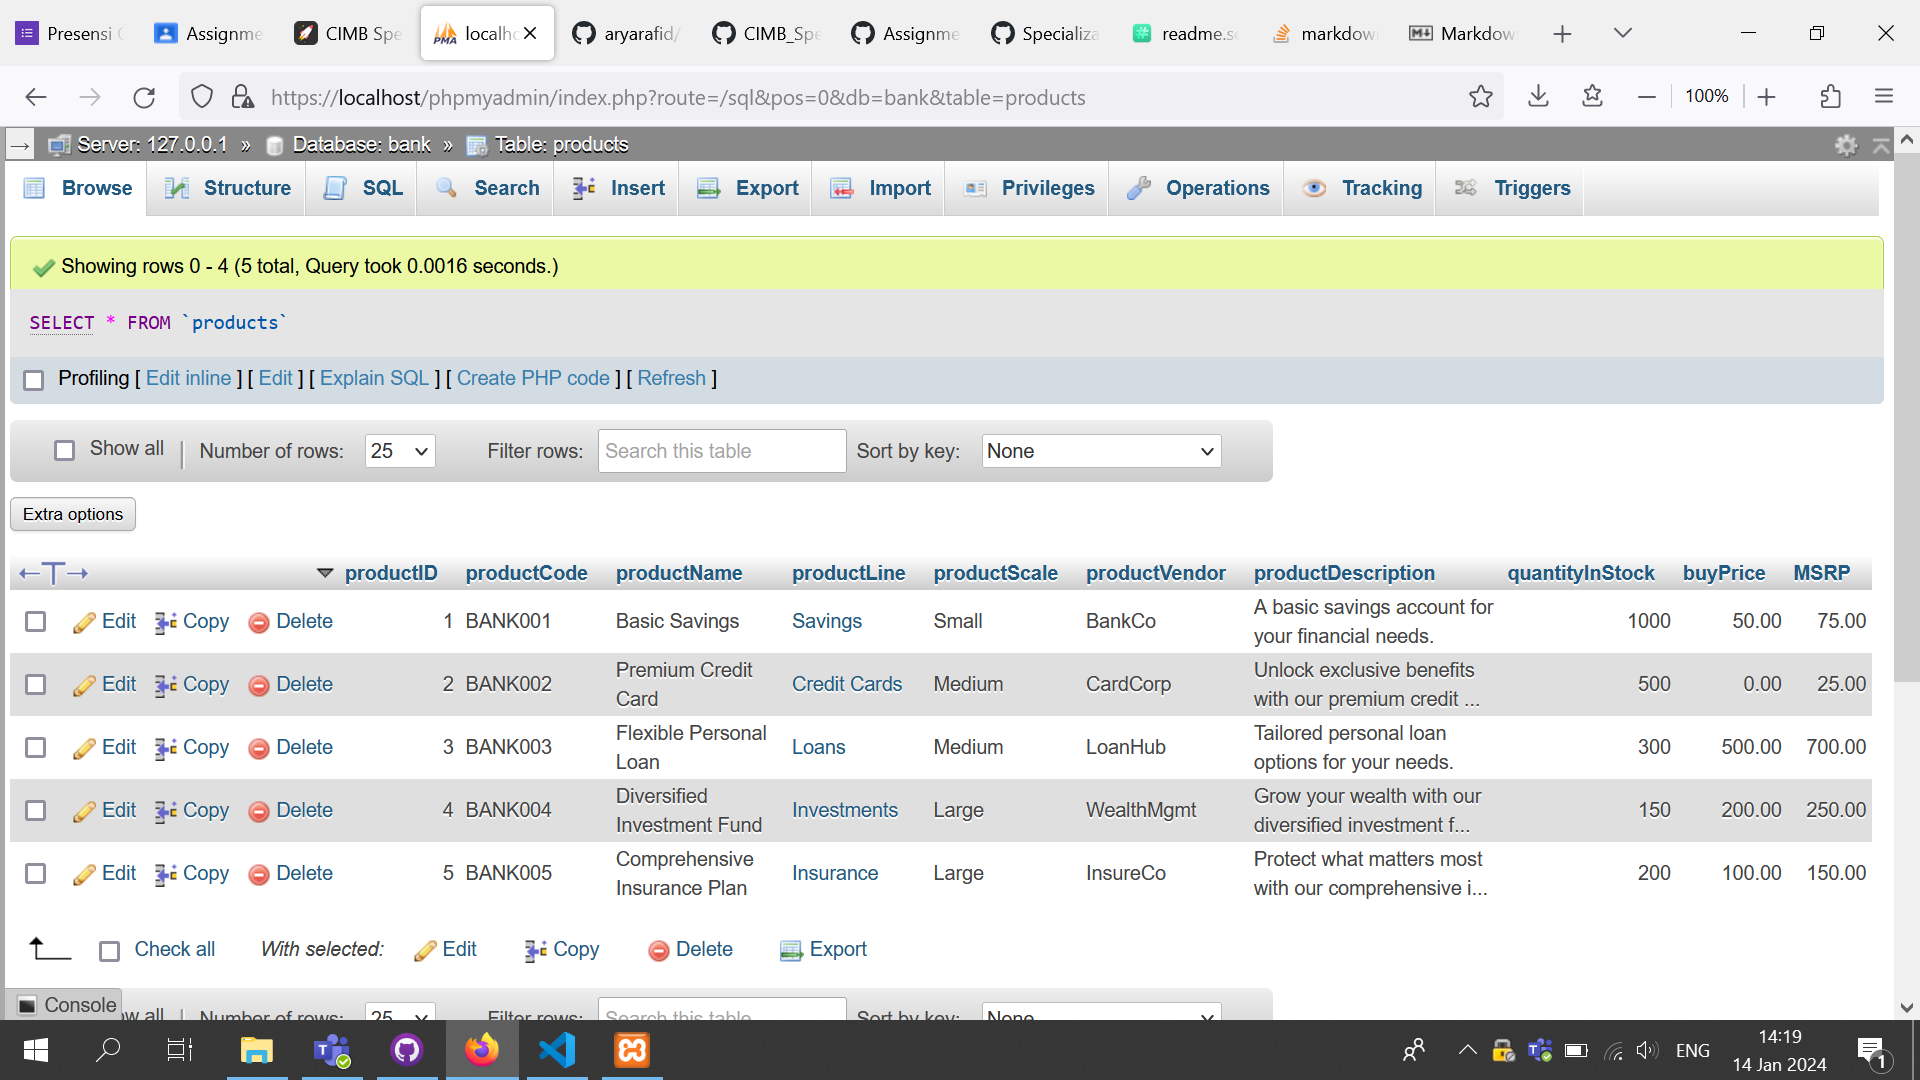 Presensi
Assignme
CIMB Spe
localho
aryarafid/
CIMB_Spe
Assignme
Specializa
readme.so
markdown
Markdow
https://localhost/phpmyadmin/index.php?route=/sql&pos=0&db=bank&table=products
100%
Server: 127.0.0.1 » Database: bank » Table: products
Browse Structure SQL Search Insert Export Import Privileges Operations Tracking Triggers
Showing rows 0 - 4 (5 total, Query took 0.0016 seconds.)
SELECT * FROM `products`
Profiling [ Edit inline ] [ Edit ] [ Explain SQL ] [ Create PHP code ] [ Refresh ]
Show all | Number of rows: 25 Filter rows: Search this table Sort by key: None
Extra options
←T→ productID productCode productName productLine productScale productVendor productDescription quantityInStock buyPrice MSRP
Edit Copy Delete 1 BANK001 Basic Savings Savings Small BankCo A basic savings account for your financial needs. 1000 50.00 75.00
Edit Copy Delete 2 BANK002 Premium Credit Card Credit Cards Medium CardCorp Unlock exclusive benefits with our premium credit ... 500 0.00 25.00
Edit Copy Delete 3 BANK003 Flexible Personal Loan Loans Medium LoanHub Tailored personal loan options for your needs. 300 500.00 700.00
Edit Copy Delete 4 BANK004 Diversified Investment Fund Investments Large WealthMgmt Grow your wealth with our diversified investment f... 150 200.00 250.00
Edit Copy Delete 5 BANK005 Comprehensive Insurance Plan Insurance Large InsureCo Protect what matters most with our comprehensive i... 200 100.00 150.00
Check all With selected: Edit Copy Delete Export
Console
w all | Number of rows: 25 Filter rows: Search this table Sort by key: None
ENG
14:19
14 Jan 2024
1